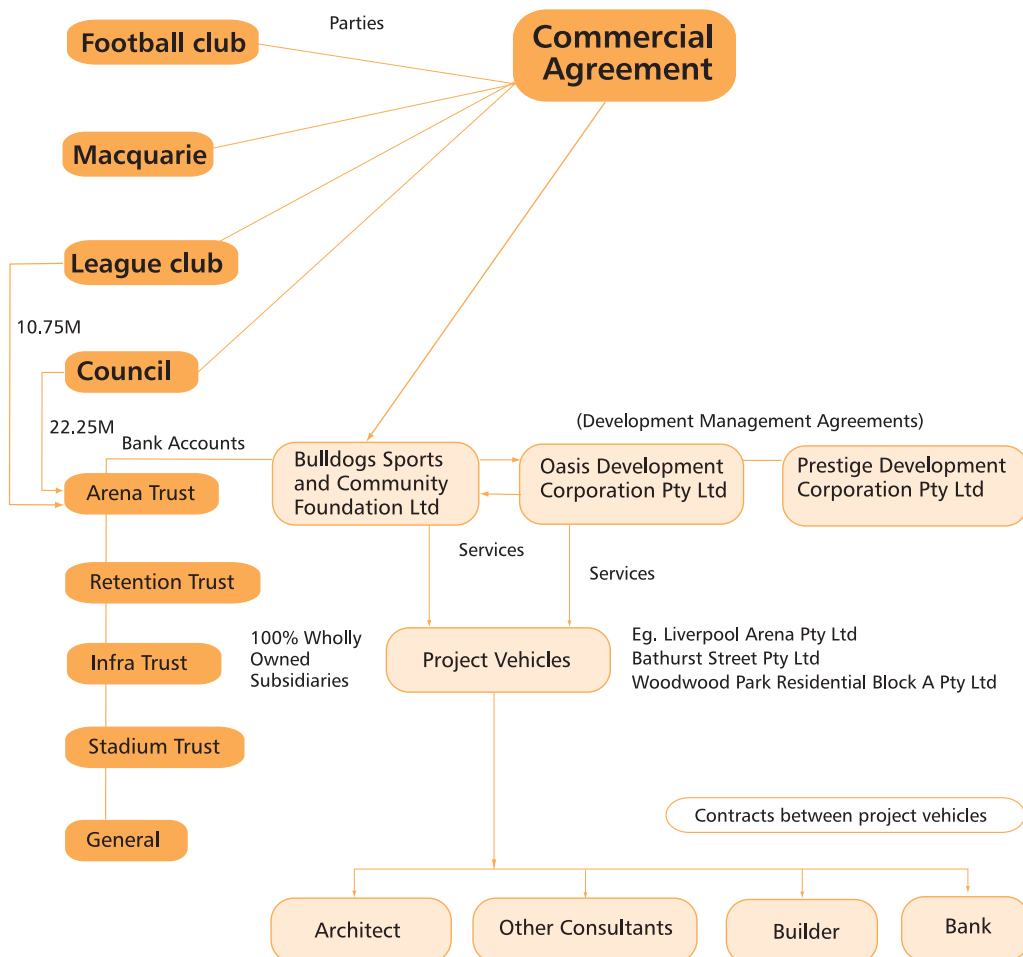 Parties
Football club
Commercial
Agreement
Macquarie
League club
10.75M
Council
22.25M
Bank Accounts
(Development Management Agreements)
Arena Trust
Bulldogs Sports
and Community
Foundation Ltd
Oasis Development
Corporation Pty Ltd
Prestige Development
Corporation Pty Ltd
Services
Services
Retention Trust
Infra Trust
100% Wholly
Owned
Subsidiaries
Project Vehicles
Eg. Liverpool Arena Pty Ltd
Bathurst Street Pty Ltd
Woodwood Park Residential Block A Pty Ltd
Stadium Trust
General
Contracts between project vehicles
Architect
Other Consultants
Builder
Bank